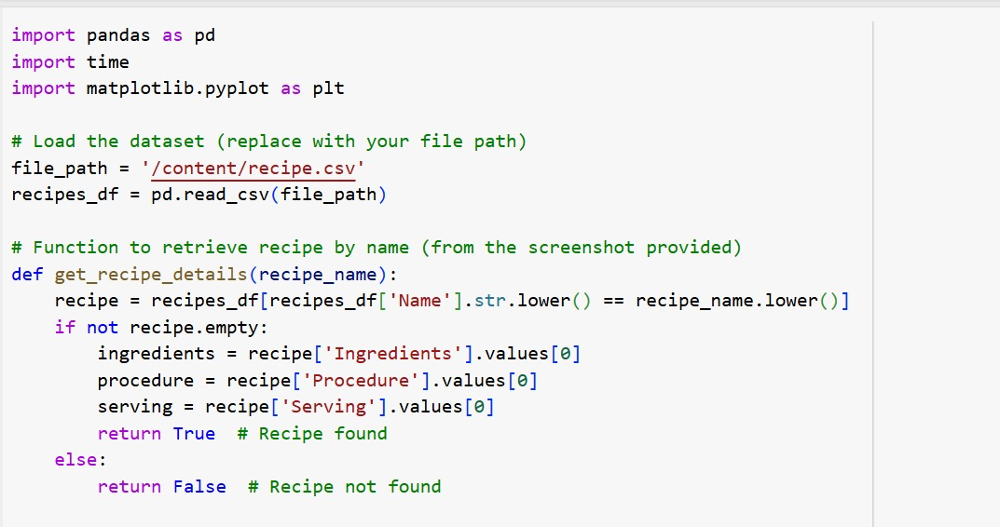 import pandas as pd
import time
import matplotlib.pyplot as plt
# Load the dataset (replace with your file path)
file_path = '/content/recipe.csv'
recipes_df = pd.read_csv(file_path)
# Function to retrieve recipe by name (from the screenshot provided)
def get_recipe_details(recipe_name):
    recipe = recipes_df[recipes_df['Name'].str.lower() == recipe_name.lower()]
    if not recipe.empty:
        ingredients = recipe['Ingredients'].values[0]
        procedure = recipe['Procedure'].values[0]
        serving = recipe['Serving'].values[0]
        return True  # Recipe found
    else:
        return False  # Recipe not found